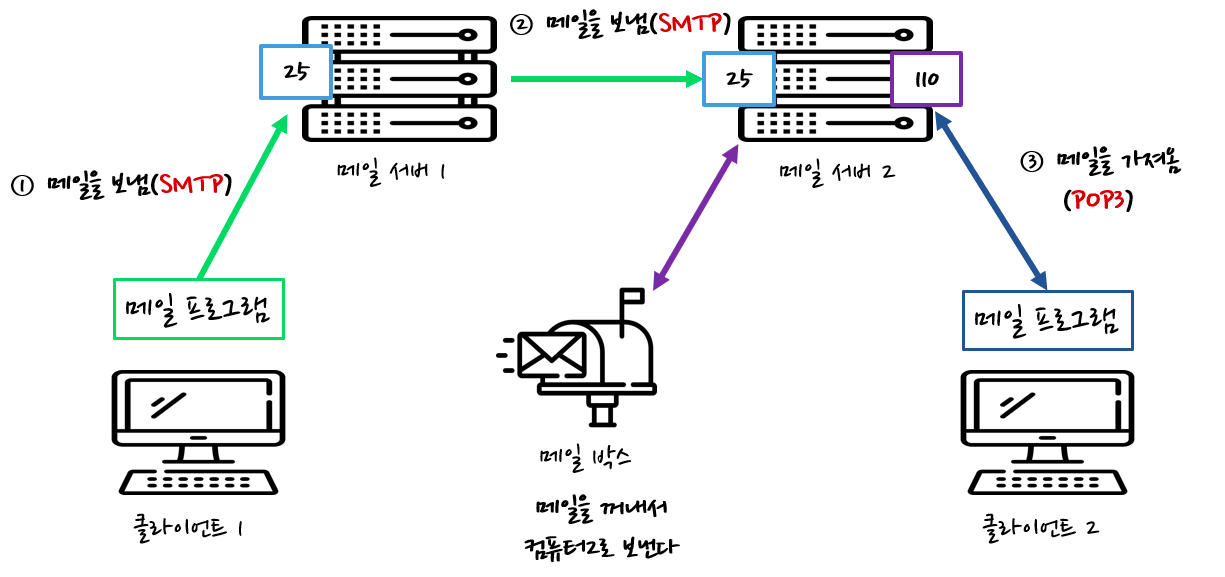 ② 메일을 보냄(SMTP)
25
25
110
메일 서버 1
메일 서버 2
① 메일을 보냄(SMTP)
③ 메일을 가져옴
(POP3)
메일 프로그램
메일 프로그램
메일 박스
메일을 꺼내서
컴퓨터2로 보낸다
클라이언트 1
클라이언트 2